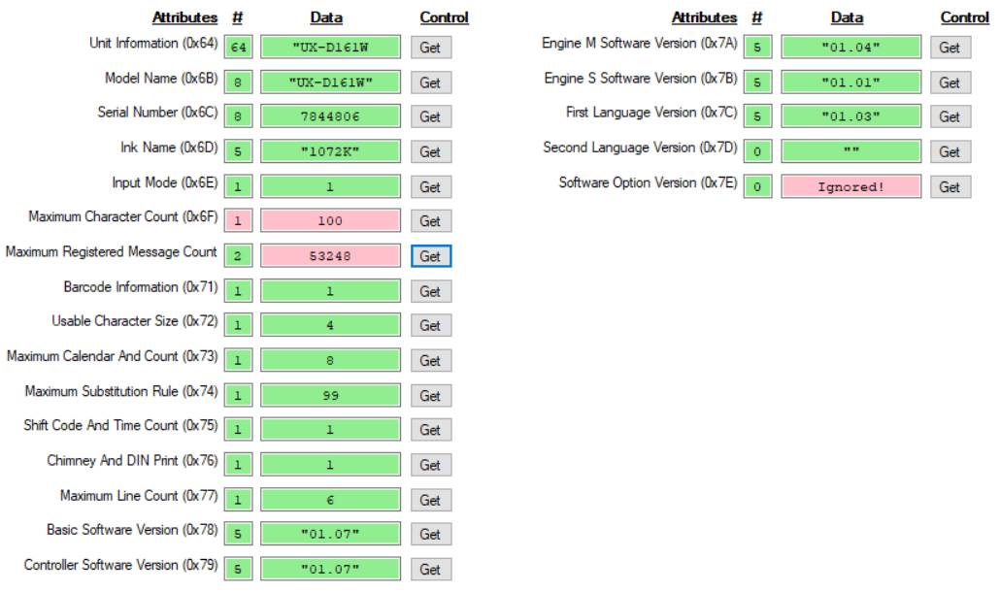 Attributes # Data Control
Unit Information (0x64) 64 "UX-D161W Get
Model Name (0x6B) 8 "UX-D161W" Get
Serial Number (0x6C) 8 7844806 Get
Ink Name (0x6D) 5 "1072K" Get
Input Mode (0x6E) 1 1 Get
Maximum Character Count (0x6F) 1 100 Get
Maximum Registered Message Count 2 53248 Get
Barcode Information (0x71) 1 1 Get
Usable Character Size (0x72) 1 4 Get
Maximum Calendar And Count (0x73) 1 8 Get
Maximum Substitution Rule (0x74) 1 99 Get
Shift Code And Time Count (0x75) 1 1 Get
Chimney And DIN Print (0x76) 1 1 Get
Maximum Line Count (0x77) 1 6 Get
Basic Software Version (0x78) 5 "01.07" Get
Controller Software Version (0x79) 5 "01.07" Get
Attributes # Data Control
Engine M Software Version (0x7A) 5 "01.04" Get
Engine S Software Version (0x7B) 5 "01.01" Get
First Language Version (0x7C) 5 "01.03" Get
Second Language Version (0x7D) 0 "" Get
Software Option Version (0x7E) 0 Ignored! Get